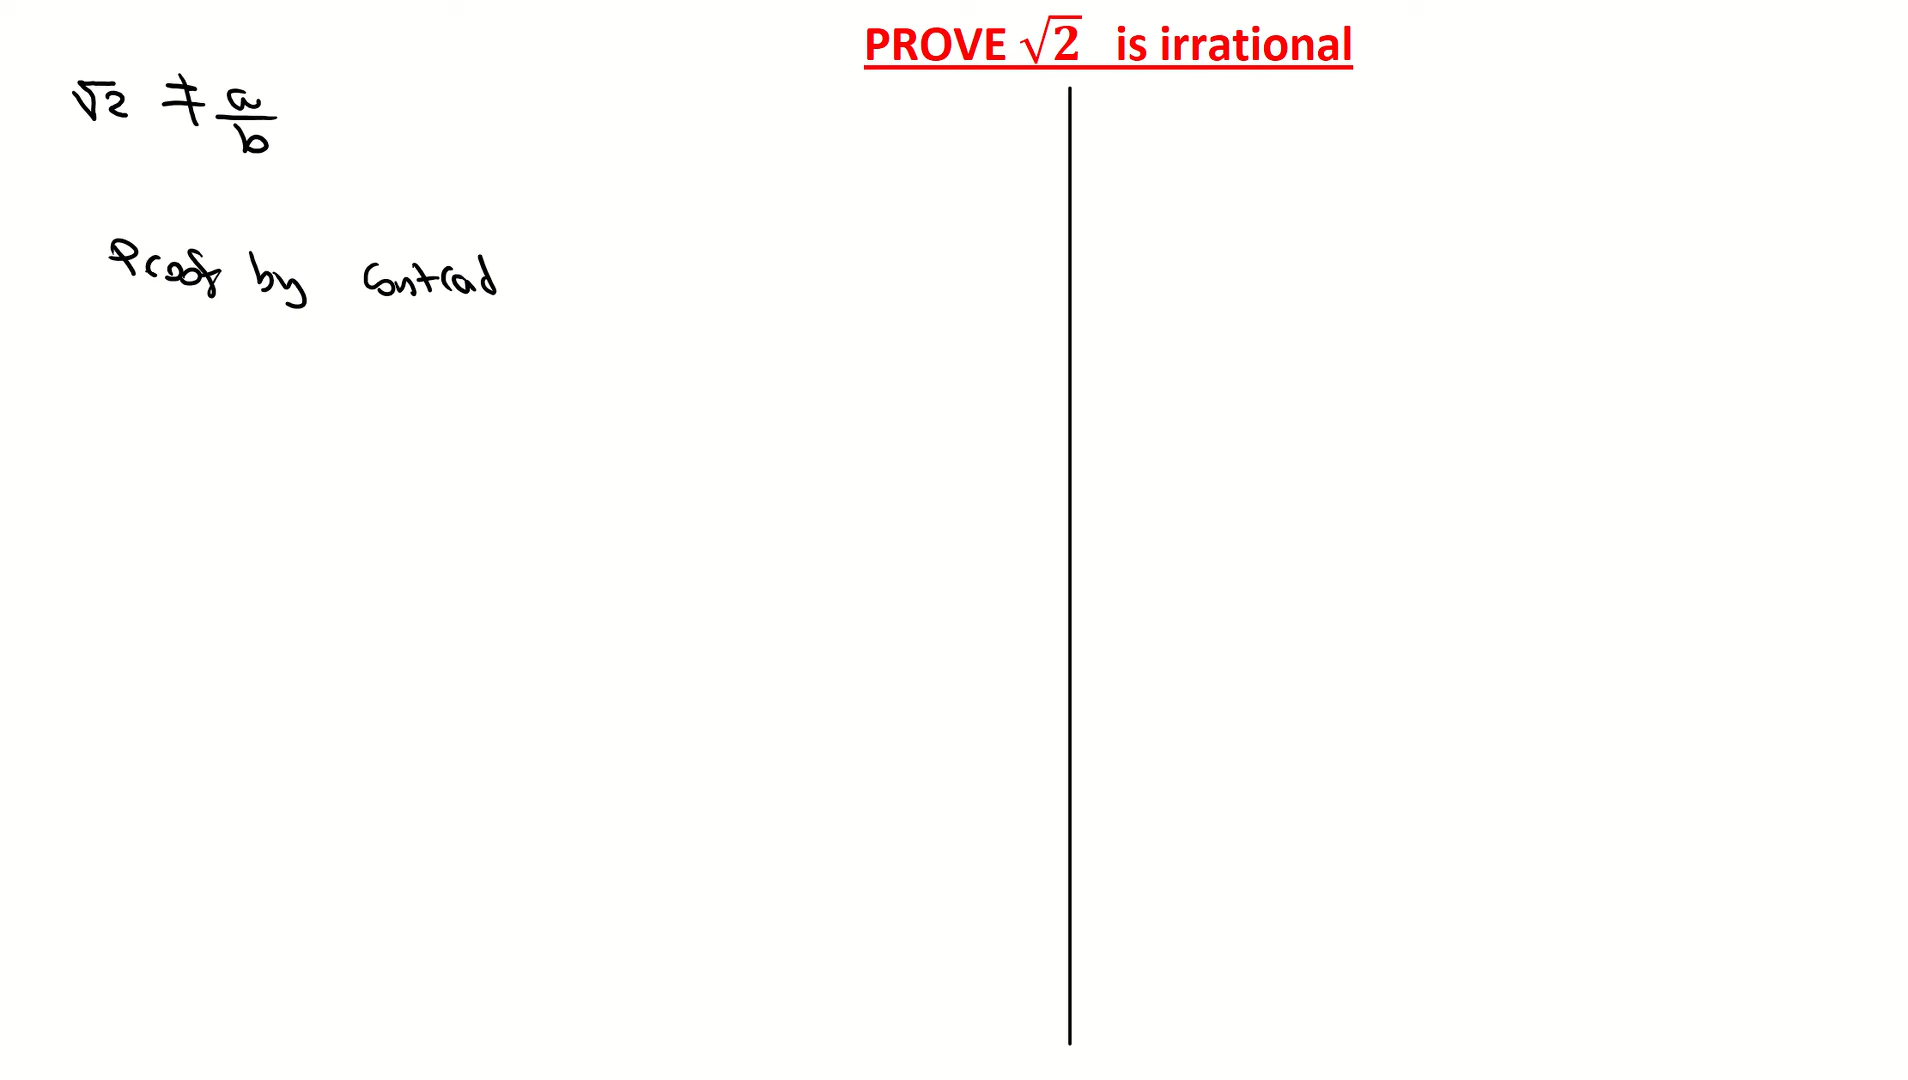 PROVE √2 is irrational
√2 ≠ a/b
Proof by contrad